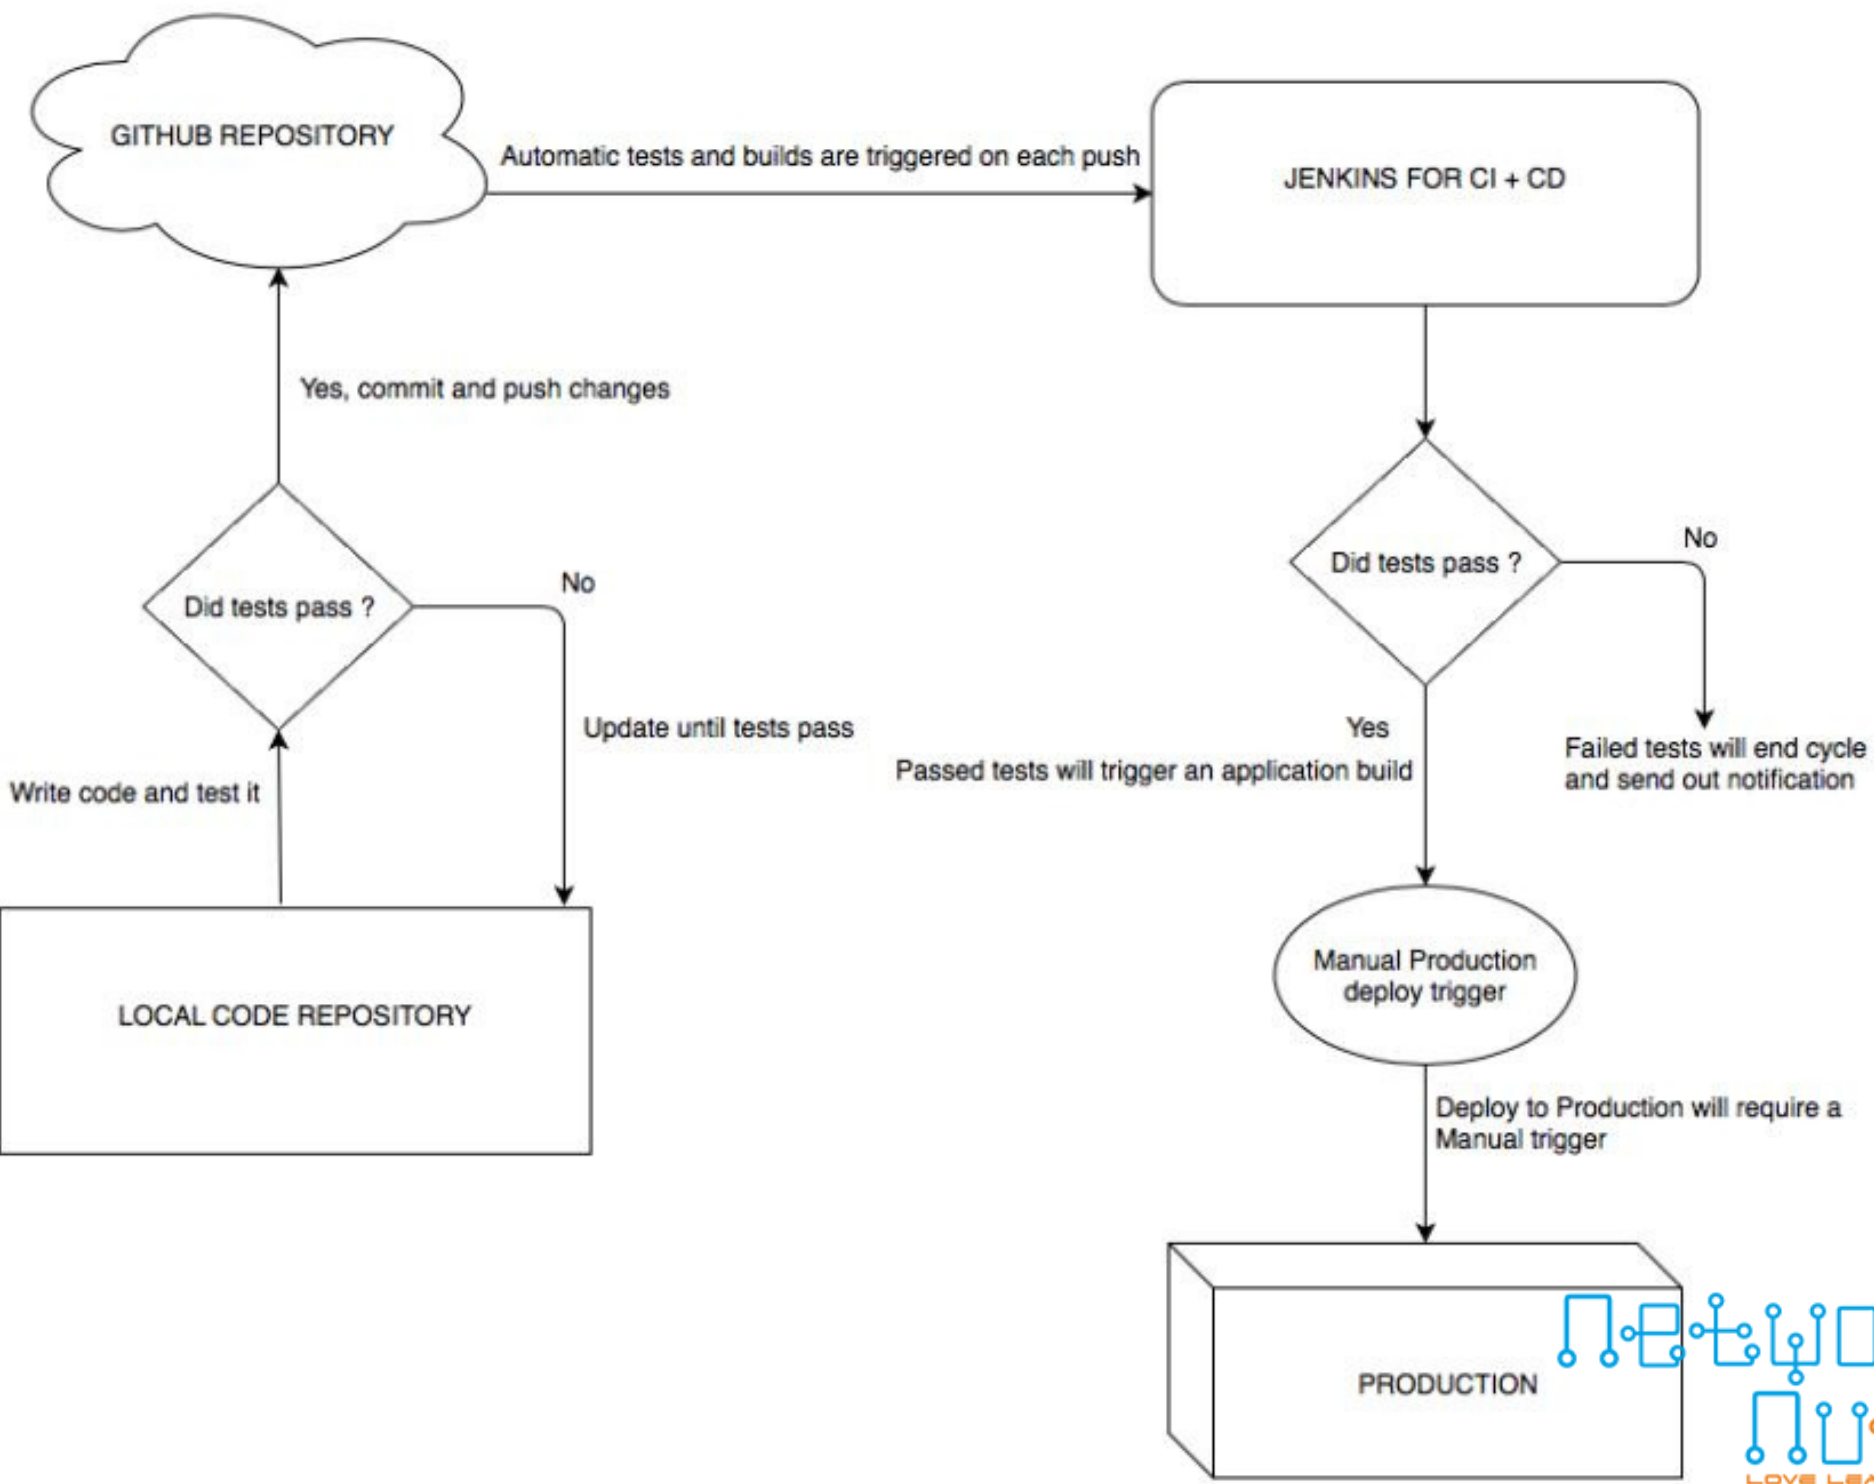 GITHUB REPOSITORY
Automatic tests and builds are triggered on each push
JENKINS FOR CI + CD
Yes, commit and push changes
Did tests pass ?
No
Update until tests pass
Write code and test it
LOCAL CODE REPOSITORY
Did tests pass ?
No
Failed tests will end cycle
and send out notification
Yes
Passed tests will trigger an application build
Manual Production
deploy trigger
Deploy to Production will require a
Manual trigger
PRODUCTION